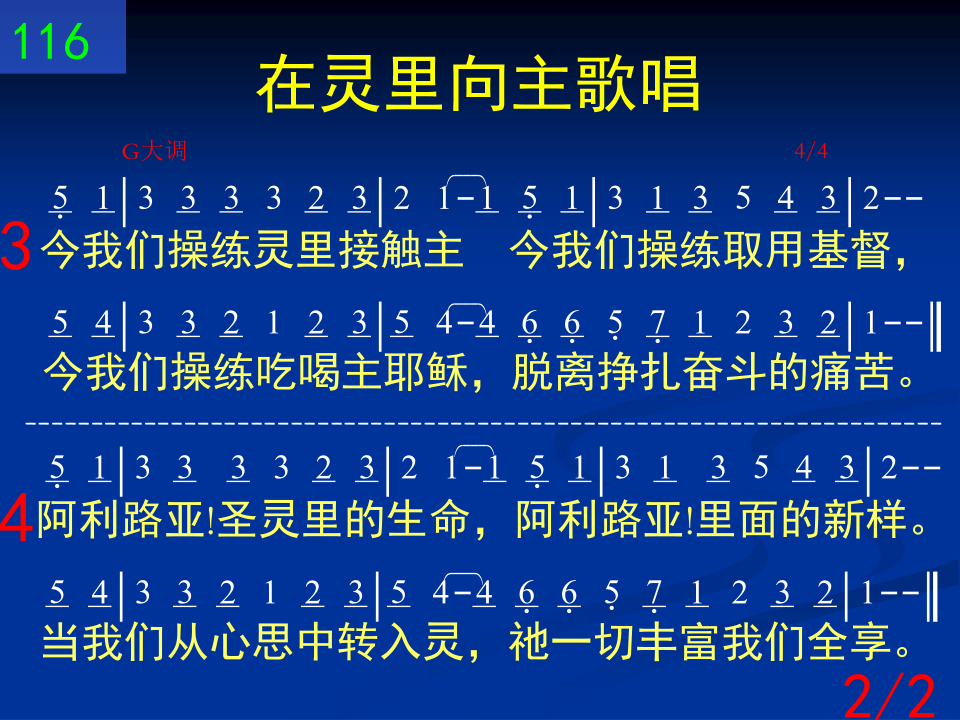 116
在灵里向主歌唱
G大调 4/4
5̣ 1|3 3 3 3 2 3|2 1-1 5̣ 1|3 1 3 5 4 3|2--
3 今我们操练灵里接触主 今我们操练取用基督，
5 4|3 3 2 1 2 3|5 4-4 6̣ 6̣ 5̣ 7̣ 1 2 3 2|1--‖
今我们操练吃喝主耶稣，脱离挣扎奋斗的痛苦。
5̣ 1|3 3 3 3 2 3|2 1-1 5̣ 1|3 1 3 5 4 3|2--
4 阿利路亚!圣灵里的生命，阿利路亚!里面的新样。
5 4|3 3 2 1 2 3|5 4-4 6̣ 6̣ 5̣ 7̣ 1 2 3 2|1--‖
当我们从心思中转入灵，祂一切丰富我们全享。
2/2